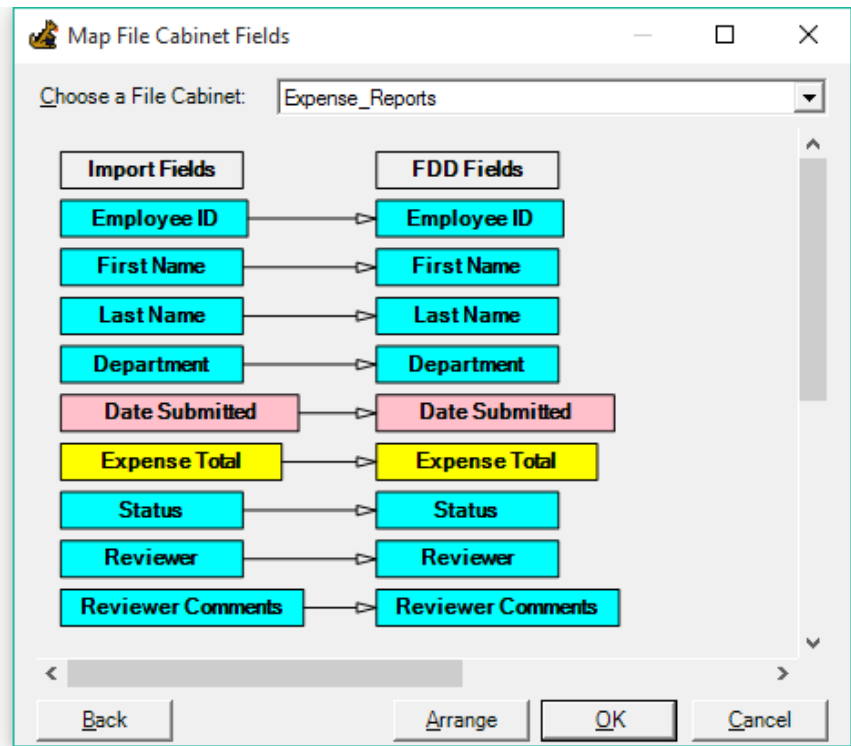 Map File Cabinet Fields
Choose a File Cabinet: Expense_Reports
Import Fields FDD Fields
Employee ID Employee ID
First Name First Name
Last Name Last Name
Department Department
Date Submitted Date Submitted
Expense Total Expense Total
Status Status
Reviewer Reviewer
Reviewer Comments Reviewer Comments
Back Arrange OK Cancel